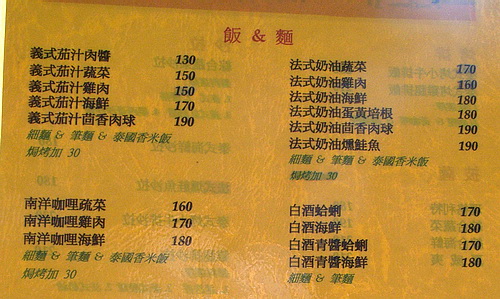 飯 & 麵
義式茄汁肉醬 130
義式茄汁蔬菜 150
義式茄汁雞肉 150
義式茄汁海鮮 170
義式茄汁茴香肉球 190
細麵 & 筆麵 & 泰國香米飯
焗烤加 30
南洋咖哩疏菜 160
南洋咖哩雞肉 170
南洋咖哩海鮮 180
細麵 & 筆麵 & 泰國香米飯
焗烤加 30
法式奶油蔬菜 170
法式奶油雞肉 160
法式奶油海鮮 180
法式奶油蛋黃培根 180
法式奶油茴香肉球 190
法式奶油燻鮭魚 190
細麵 & 筆麵 & 泰國香米飯
焗烤加 30
白酒蛤蜊 170
白酒海鮮 180
白酒青醬蛤蜊 170
白酒青醬海鮮 180
細麵 & 筆麵